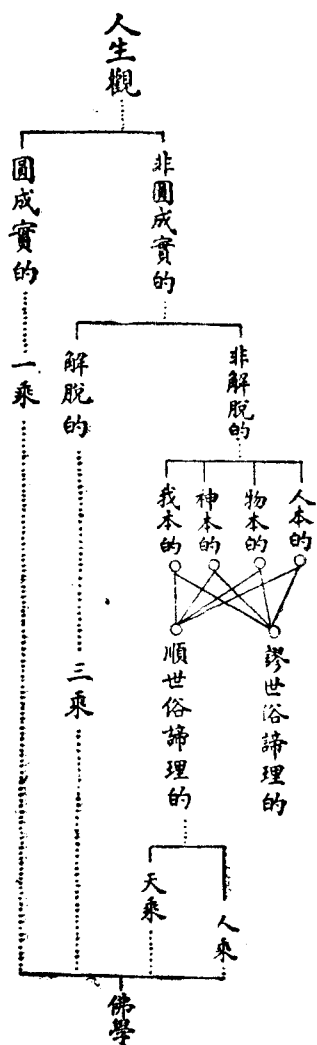 人生觀
非圓成實的
圓成實的
一乘
非解脫的
解脫的
三乘
人本的
物本的
神本的
我本的
謬世俗諦理的
順世俗諦理的
人乘
天乘
佛學